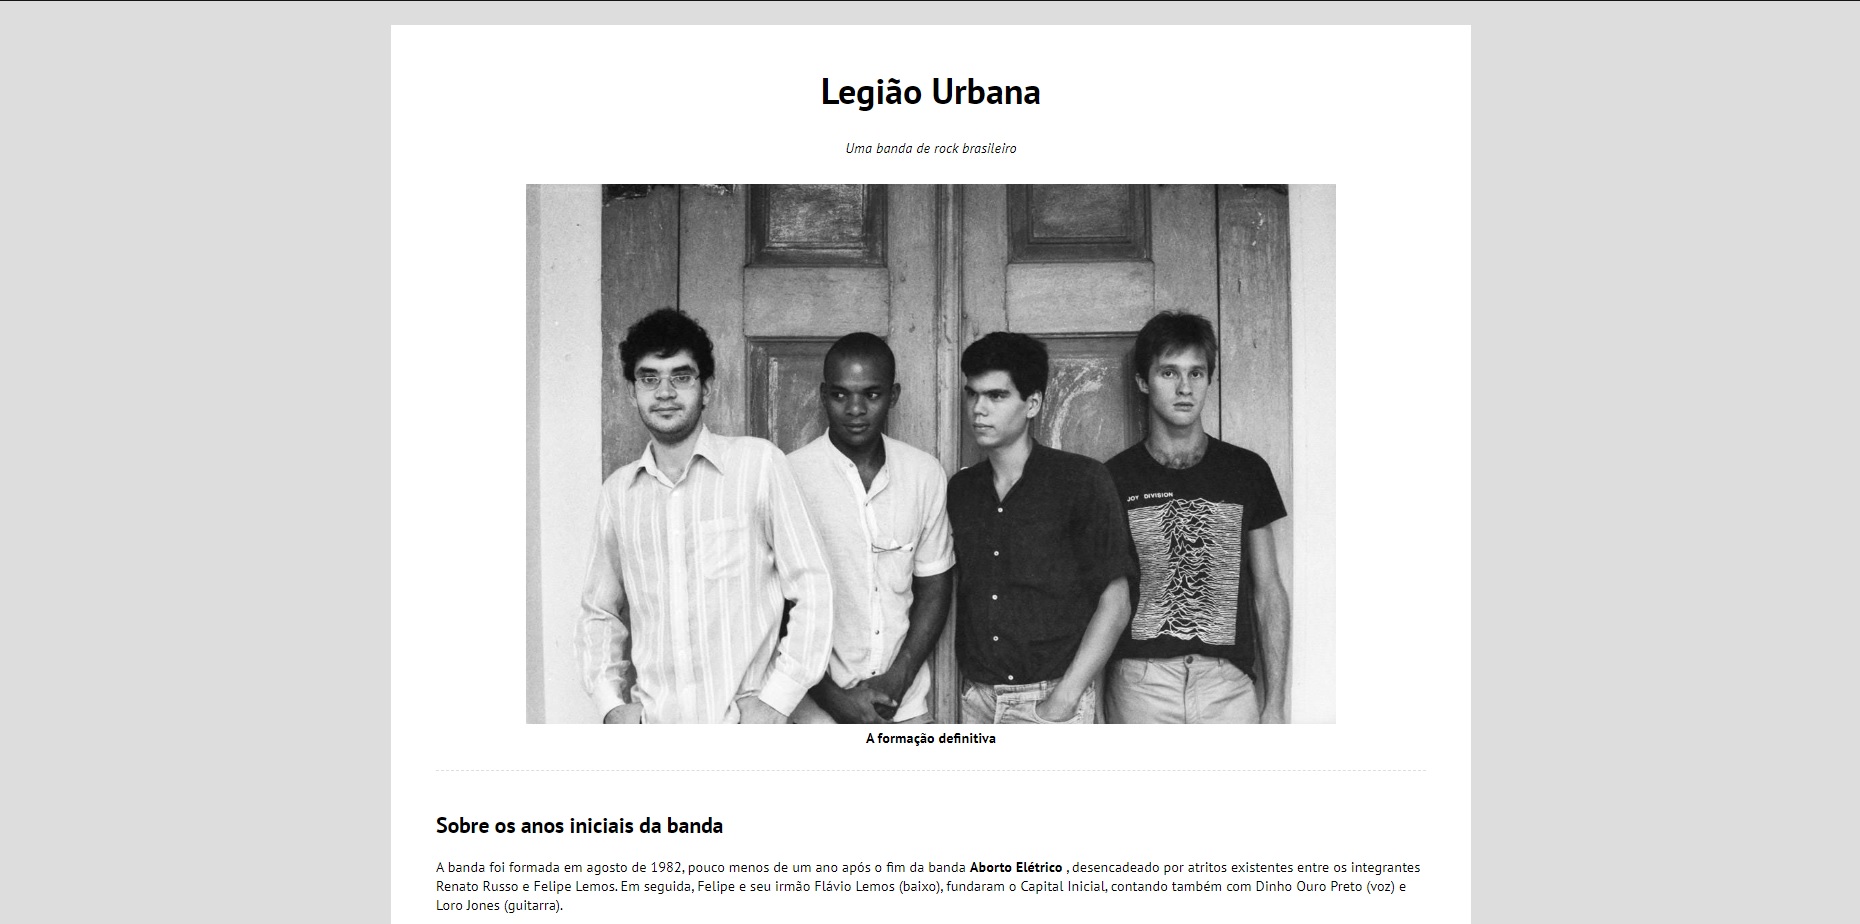 Legião Urbana
Uma banda de rock brasileiro
JOY DIVISION
A formação definitiva
Sobre os anos iniciais da banda
A banda foi formada em agosto de 1982, pouco menos de um ano após o fim da banda Aborto Elétrico , desencadeado por atritos existentes entre os integrantes
Renato Russo e Felipe Lemos. Em seguida, Felipe e seu irmão Flávio Lemos (baixo), fundaram o Capital Inicial, contando também com Dinho Ouro Preto (voz) e
Loro Jones (guitarra).